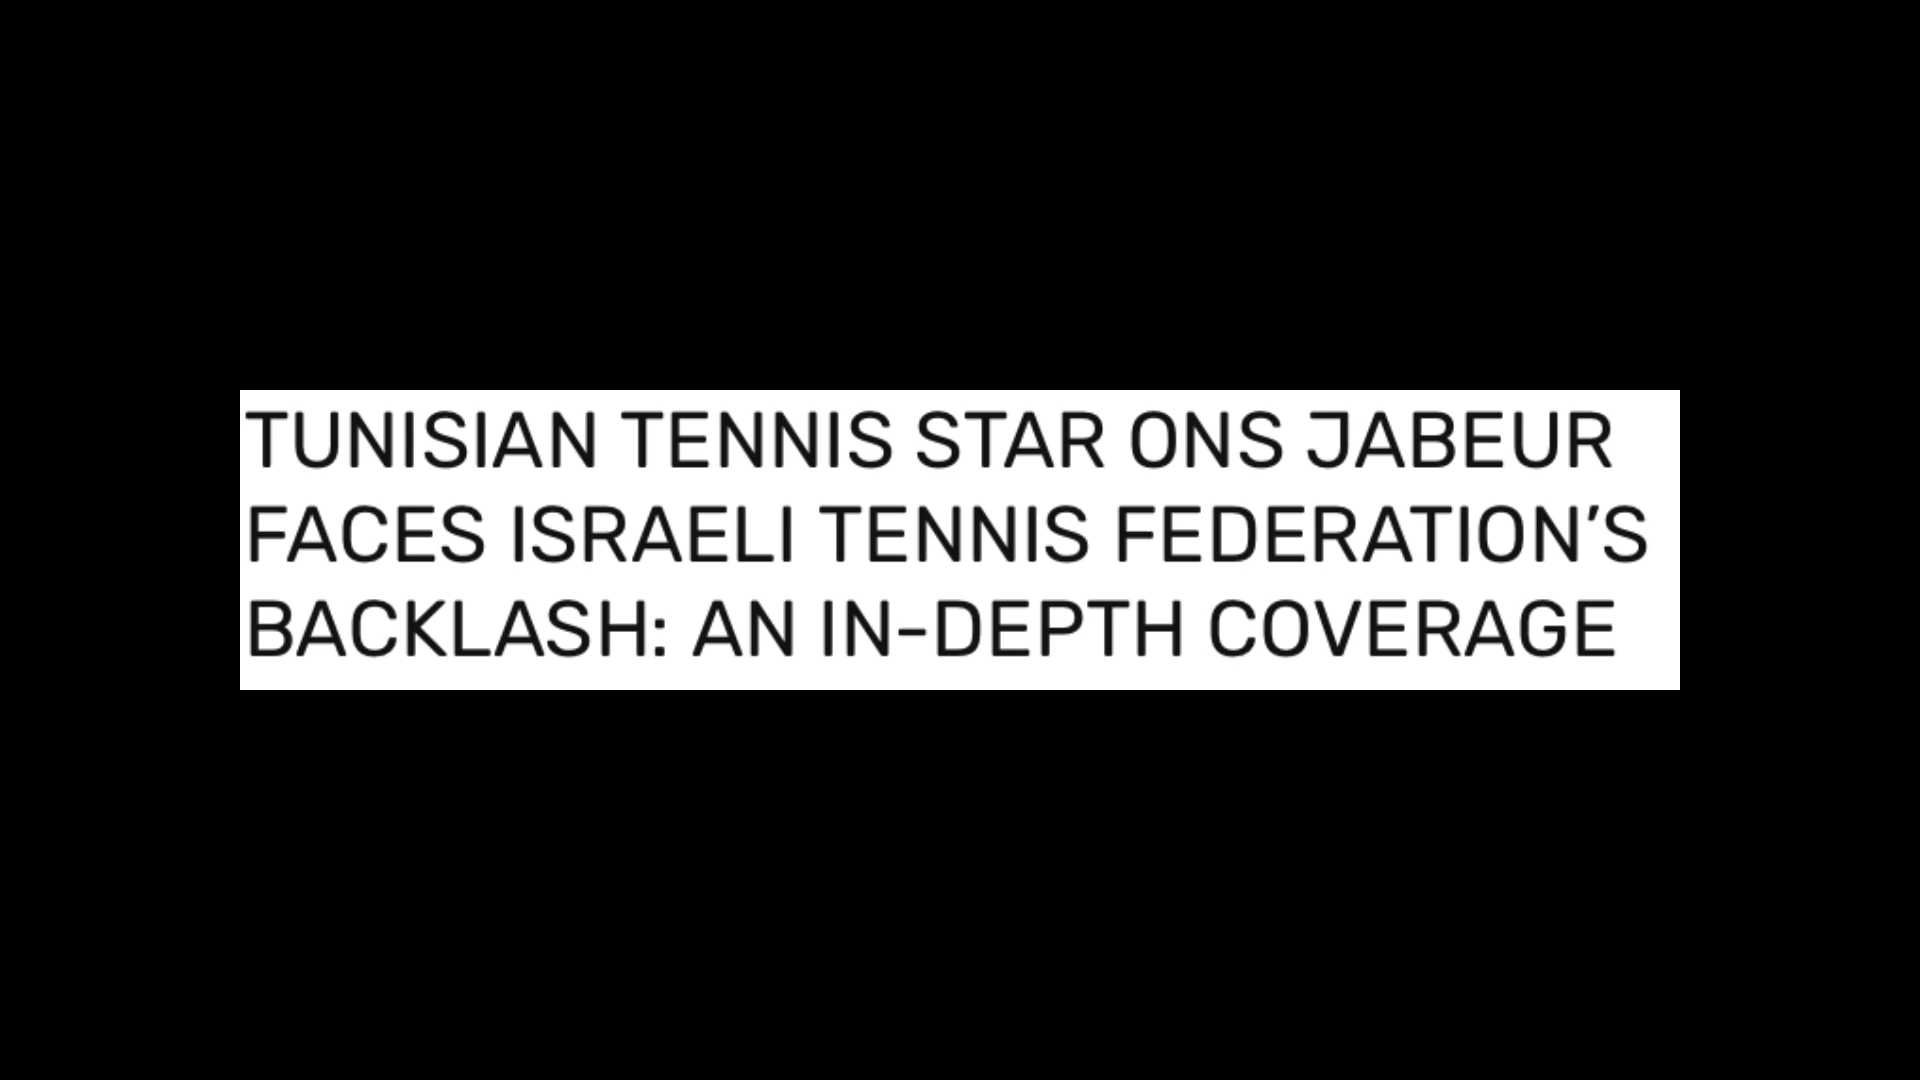 TUNISIAN TENNIS STAR ONS JABEUR
FACES ISRAELI TENNIS FEDERATION’S
BACKLASH: AN IN-DEPTH COVERAGE